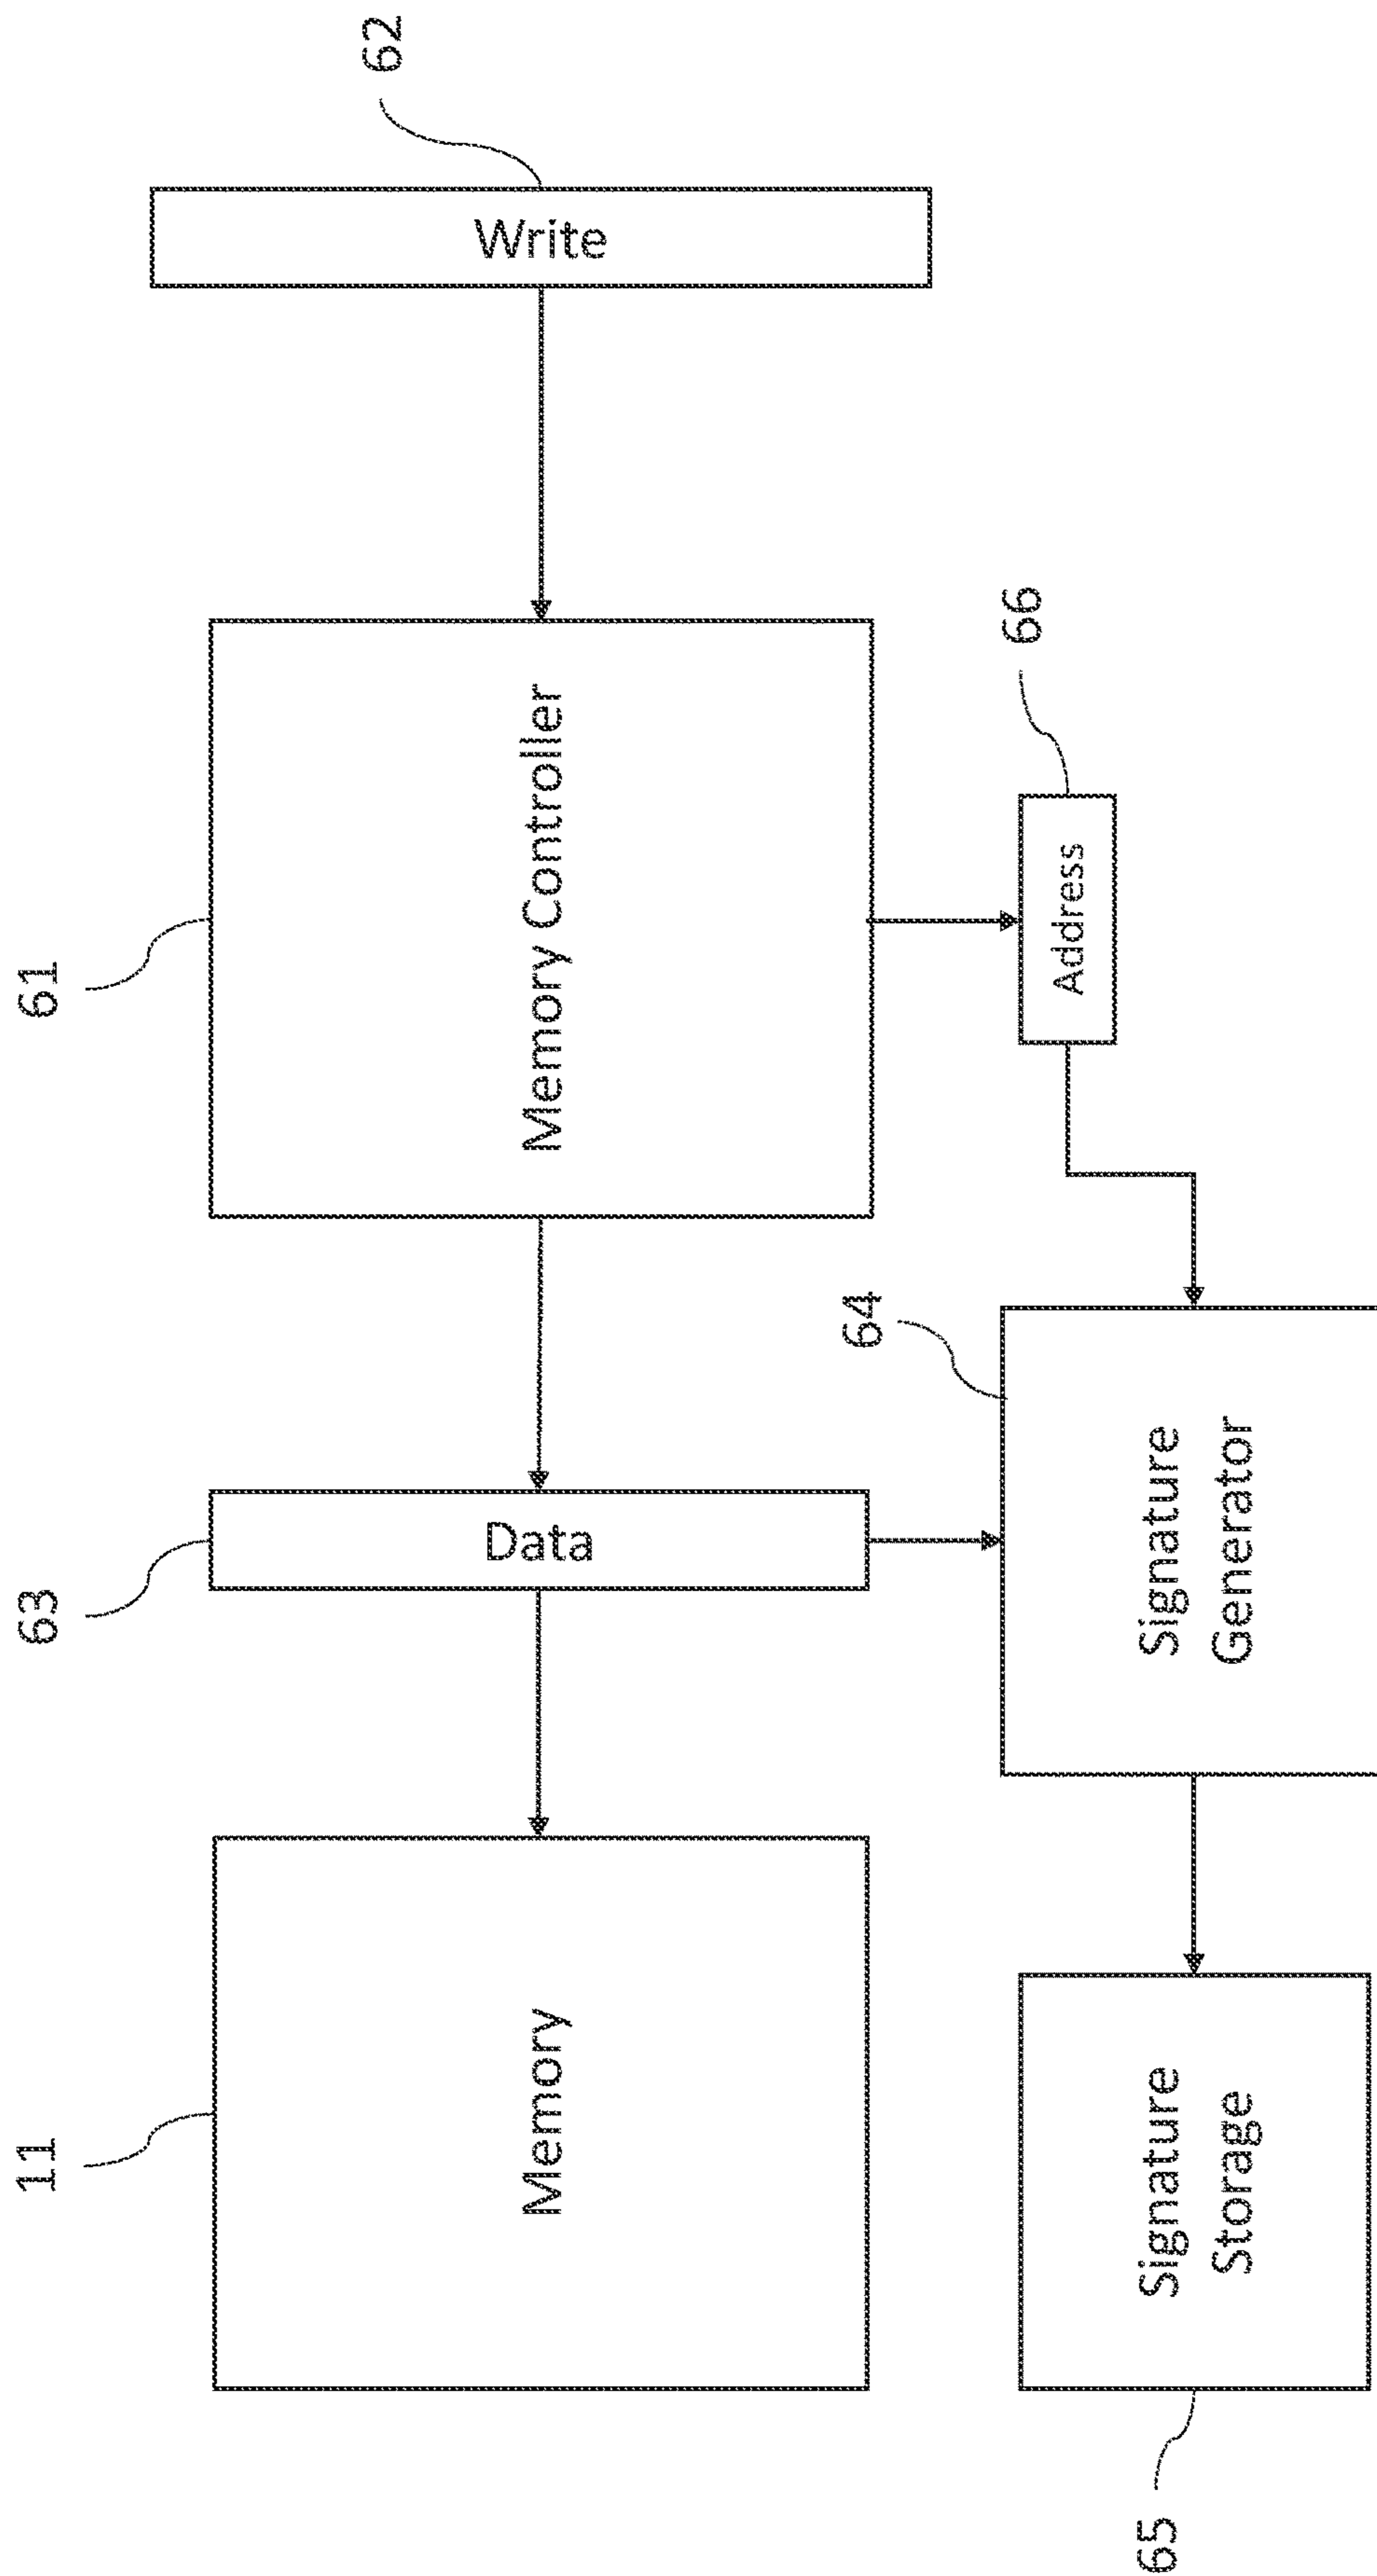 11
63
61
62
Memory
Data
Memory Controller
Write
64
66
Signature
Storage
Signature
Generator
Address
65